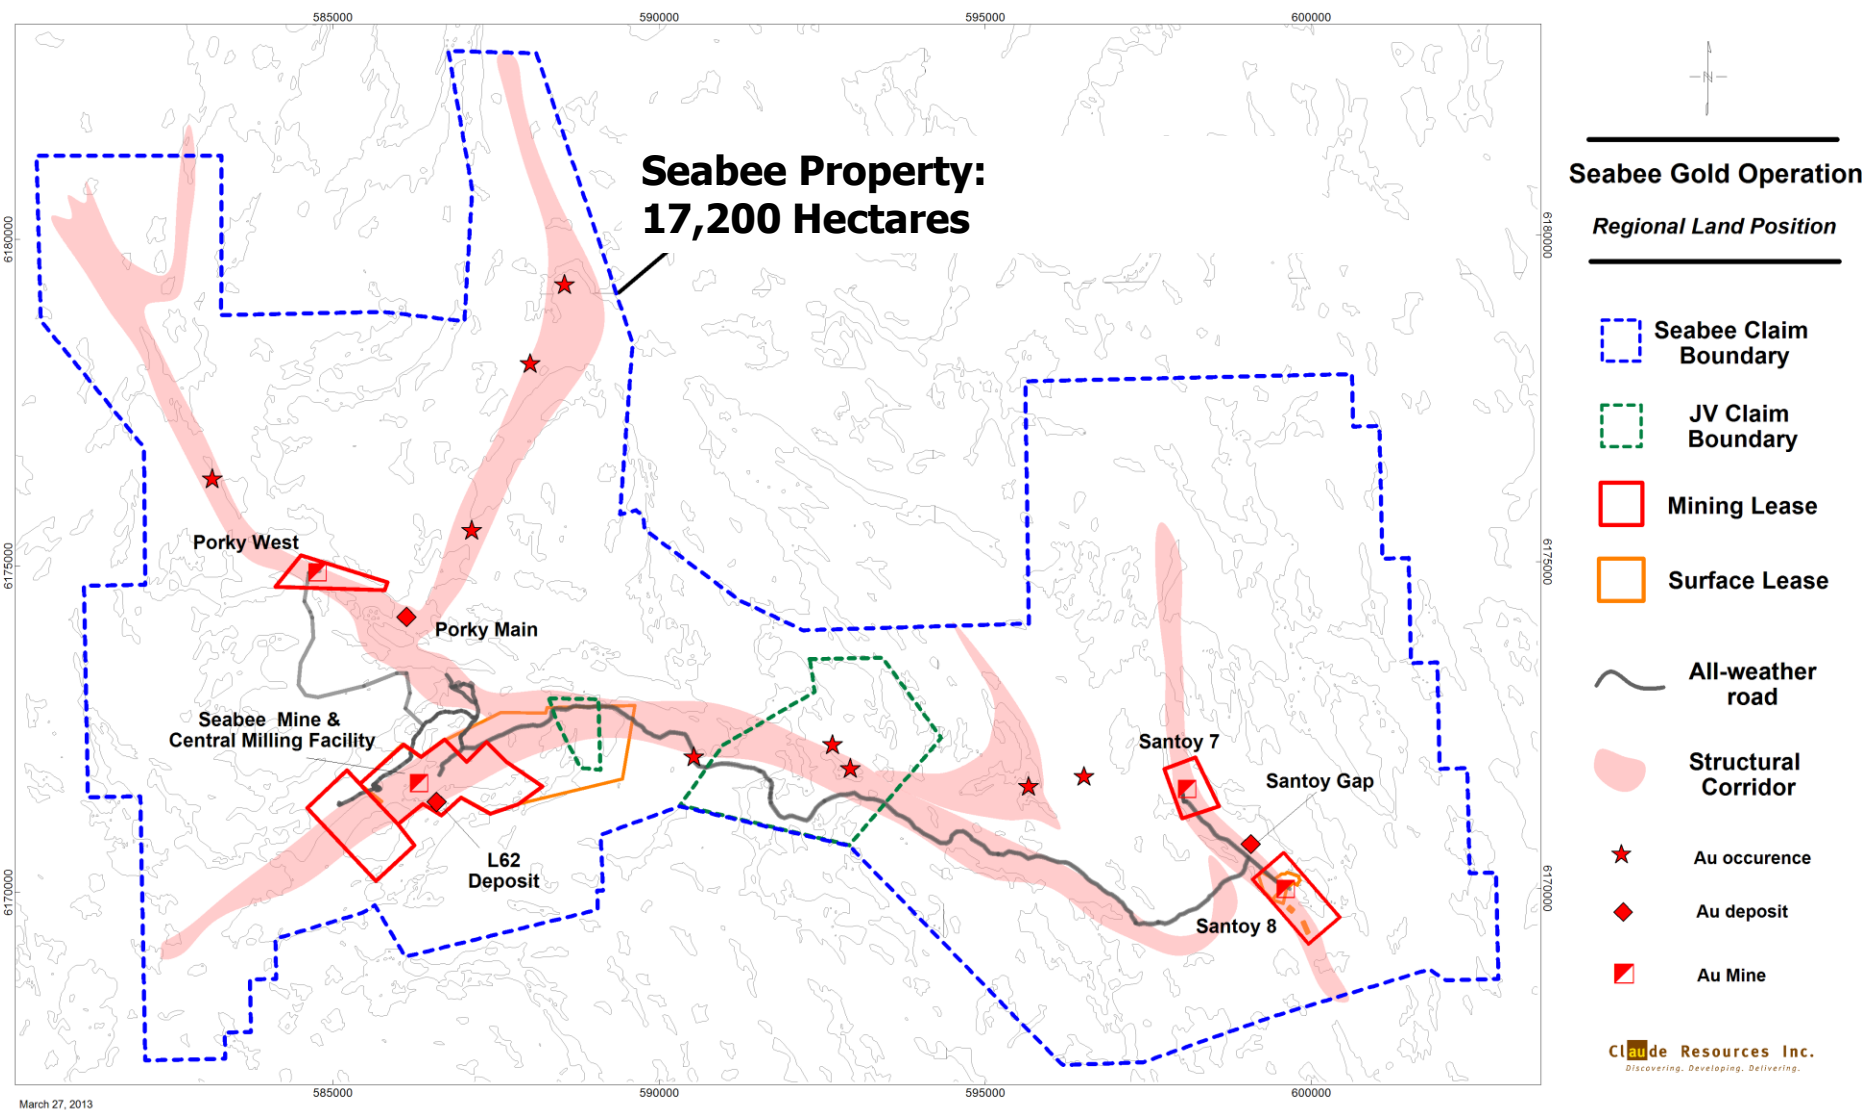 585000
590000
595000
600000
N
Seabee Property:
17,200 Hectares
Seabee Gold Operation
Regional Land Position
6180000
6180000
Seabee Claim
Boundary
JV Claim
Boundary
Mining Lease
Porky West
6175000
6175000
Surface Lease
Porky Main
All-weather
road
Seabee Mine &
Central Milling Facility
Santoy 7
Santoy Gap
Structural
Corridor
L62
Deposit
Au occurence
6170000
6170000
Santoy 8
Au deposit
Au Mine
Claude Resources Inc.
Discovering. Developing. Delivering.
585000
590000
595000
600000
March 27, 2013